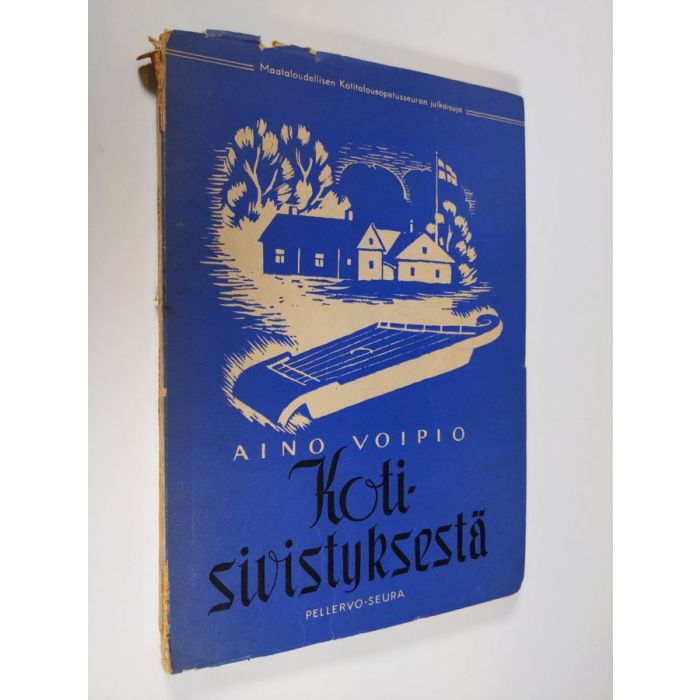 Maataloudellisen Kotitalousopetusseuran julkaisuja
AINO VOIPIO
Koti-
sivistyksestä
PELLERVO-SEURA